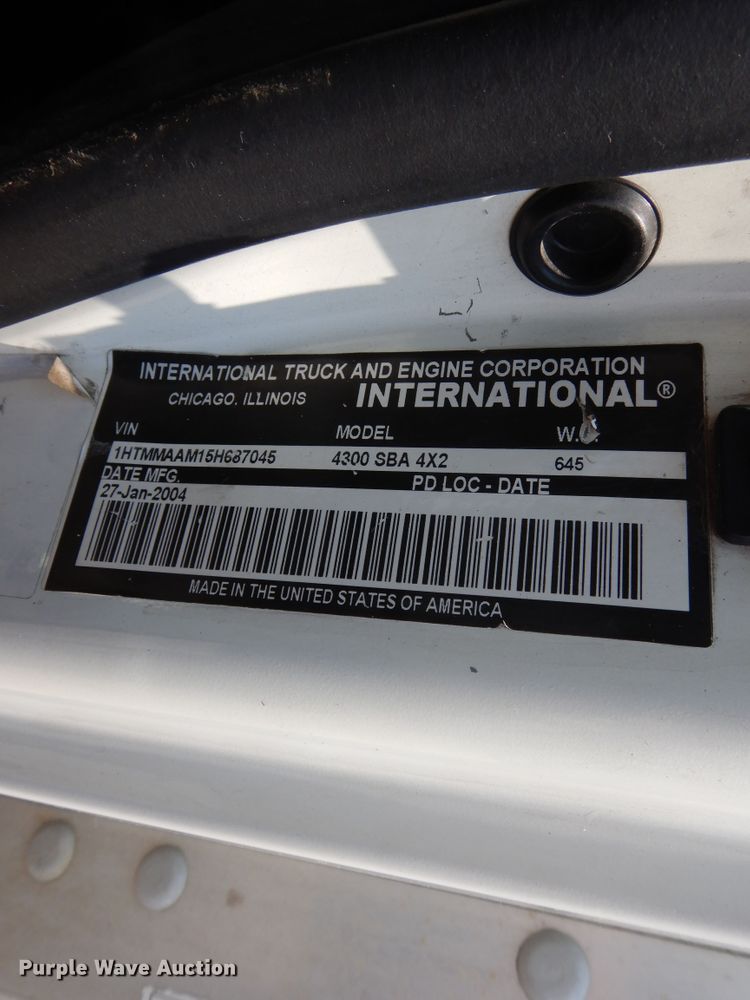 INTERNATIONAL TRUCK AND ENGINE CORPORATION
CHICAGO, ILLINOIS INTERNATIONAL®
VIN MODEL
1HTMMAAM15H687045 4300 SBA 4X2 645
DATE MFG. PD LOC - DATE
27-Jan-2004
MADE IN THE UNITED STATES OF AMERICA
Purple Wave Auction